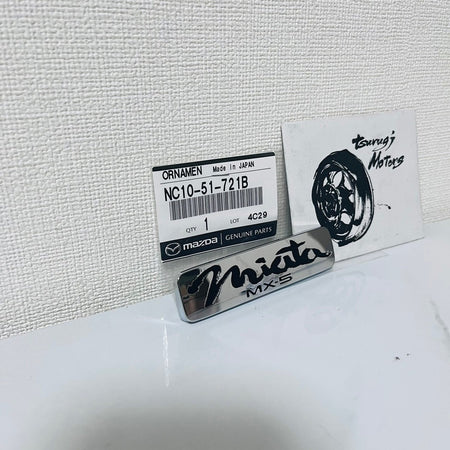 ORNAMEN Made in JAPAN
NC10-51-721B
QTY 1 LOT 4C29
mazda GENUINE PARTS
Tsurugi
Motors
Miata
MX-5